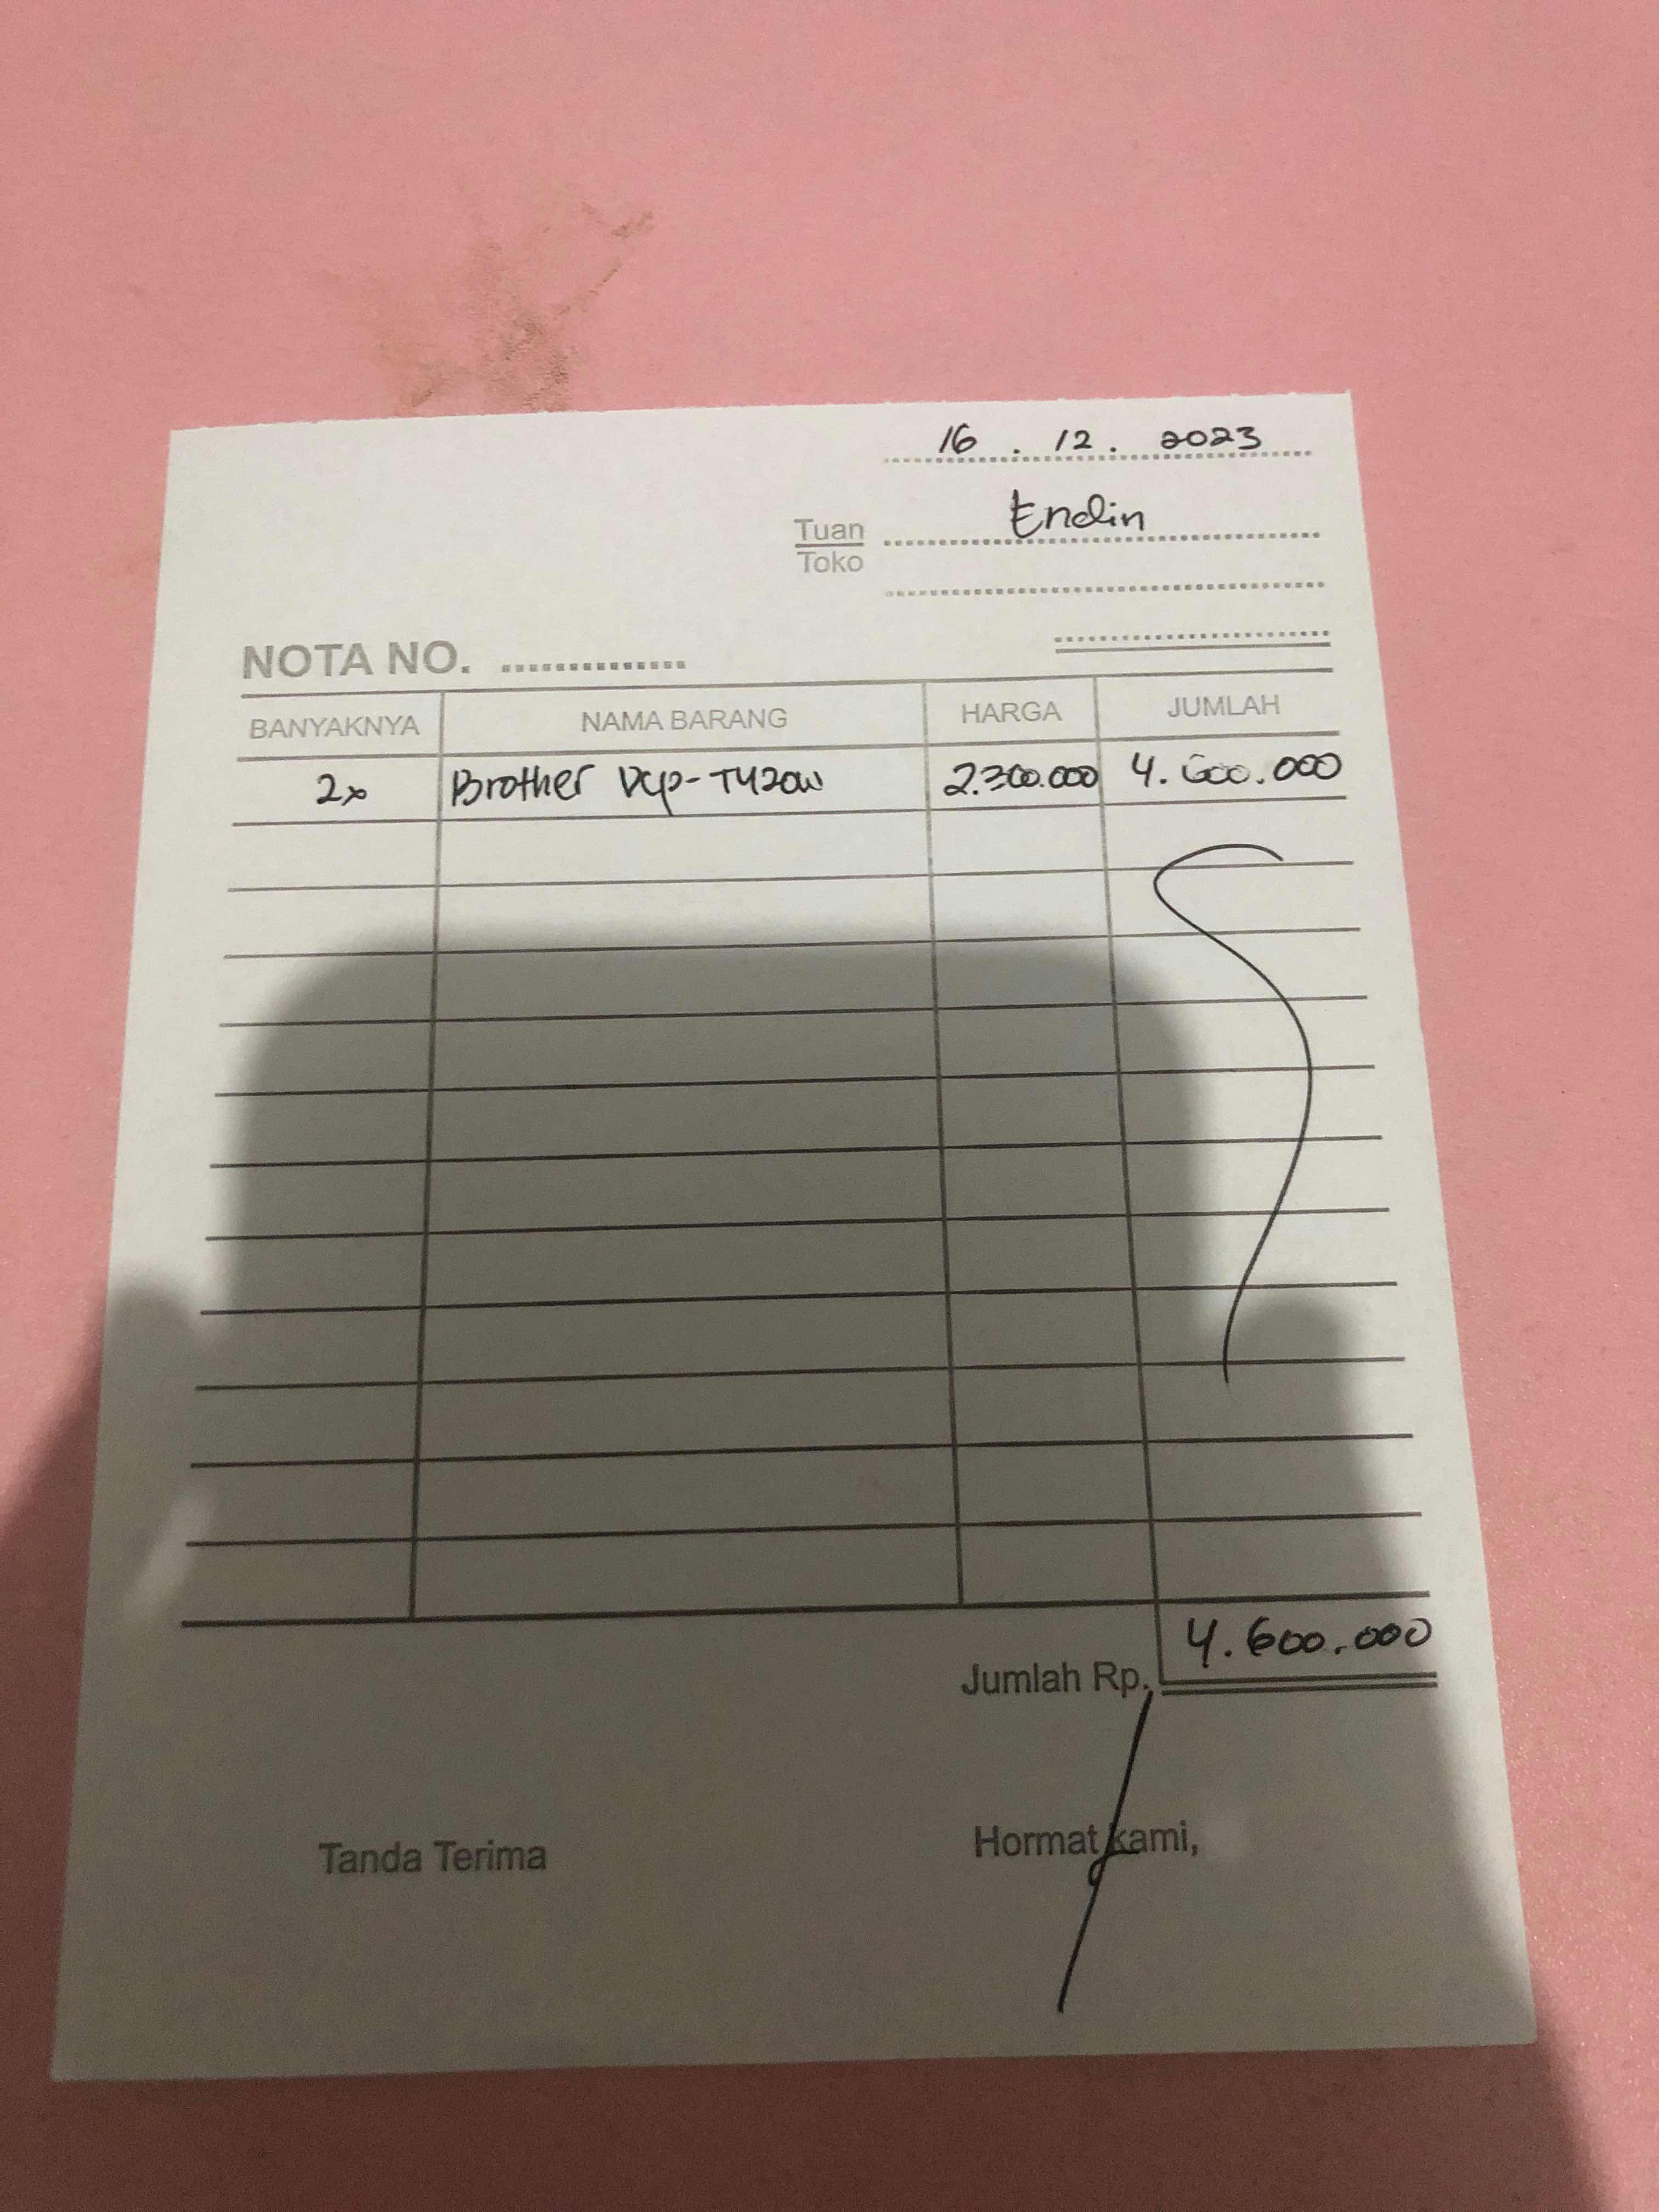 16 . 12 . 2023
Tuan Endin
Toko
NOTA NO. ..............
BANYAKNYA NAMA BARANG HARGA JUMLAH
2x Brother Dcp-T420w 2.300.000 4.600.000
4.600.000
Jumlah Rp.
Tanda Terima Hormat kami,